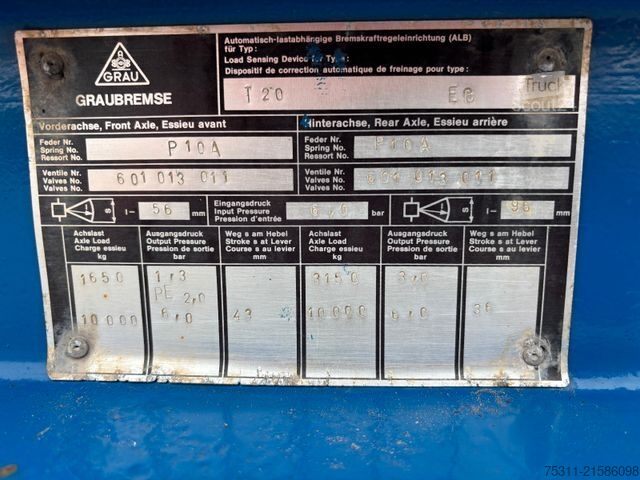 GRAU
GRAUBREMSE
Automatisch-lastabhängige Bremskraftregeleinrichtung (ALB)
für Typ:
Load Sensing Device for Type:
Dispositif de correction automatique de freinage pour type:
T 20 EG
Truck
Scout24
Vorderachse, Front Axle, Essieu avant
Hinterachse, Rear Axle, Essieu arrière
Feder Nr.
Spring No.
Ressort No.
P10A
Feder Nr.
Spring No.
Ressort No.
P10A
Ventile Nr.
Valves No.
Valves No.
601 013 011
Ventile Nr.
Valves No.
Valves No.
601 013 011
s
l= 56 mm
Eingangsdruck
Input Pressure
Pression d'entrée
6,0 bar
s
l= 96 mm
Achslast
Axle Load
Charge essieu
kg
Ausgangsdruck
Output Pressure
Pression de sortie
bar
Weg s am Hebel
Stroke s at Lever
Course s au levier
mm
Achslast
Axle Load
Charge essieu
kg
Ausgangsdruck
Output Pressure
Pression de sortie
bar
Weg s am Hebel
Stroke s at Lever
Course s au levier
mm
1650 1,3 3150 3,0
PE 2,0
10000 6,0 43 10000 6,0 36
75311-21586098